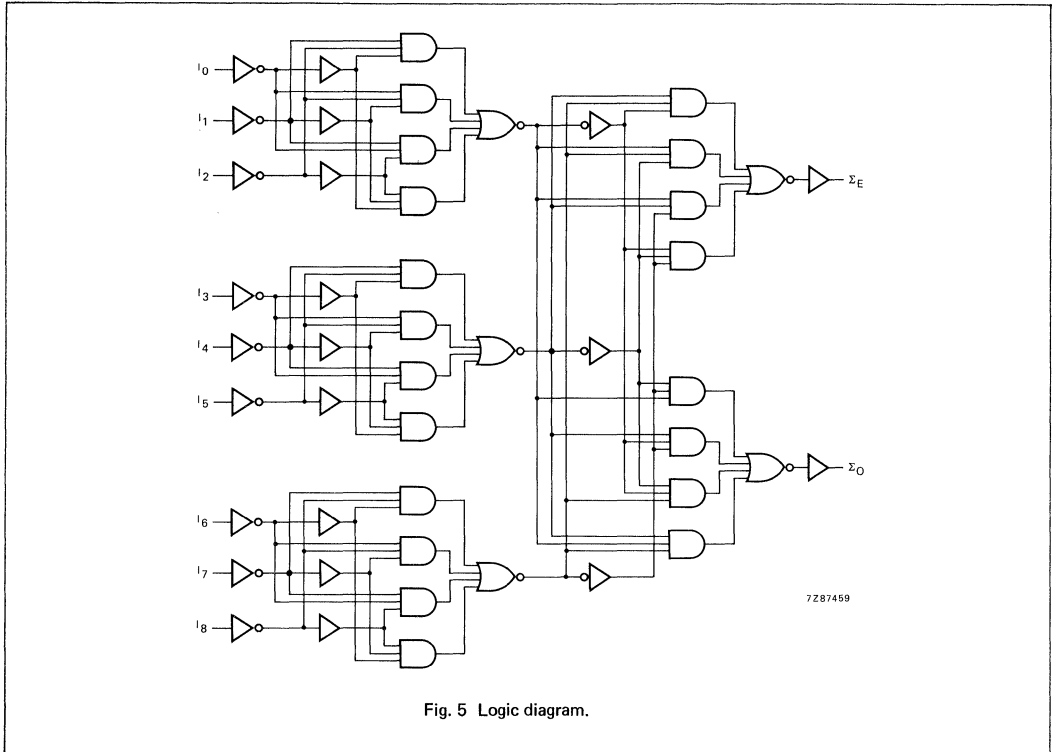 I0
I1
I2
ΣE
I3
I4
I5
ΣO
I6
I7
I8
7Z87459
Fig. 5 Logic diagram.